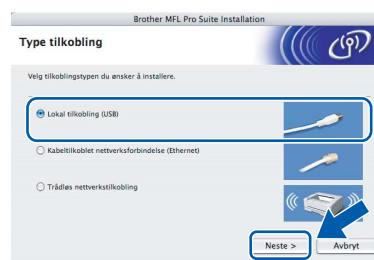 Brother MFL Pro Suite Installation
Type tilkobling
Velg tilkoblingstypen du ønsker å installere.
Lokal tilkobling (USB)
Kabeltilkoblet nettverksforbindelse (Ethernet)
Trådløs nettverkstilkobling
Neste >
Avbryt